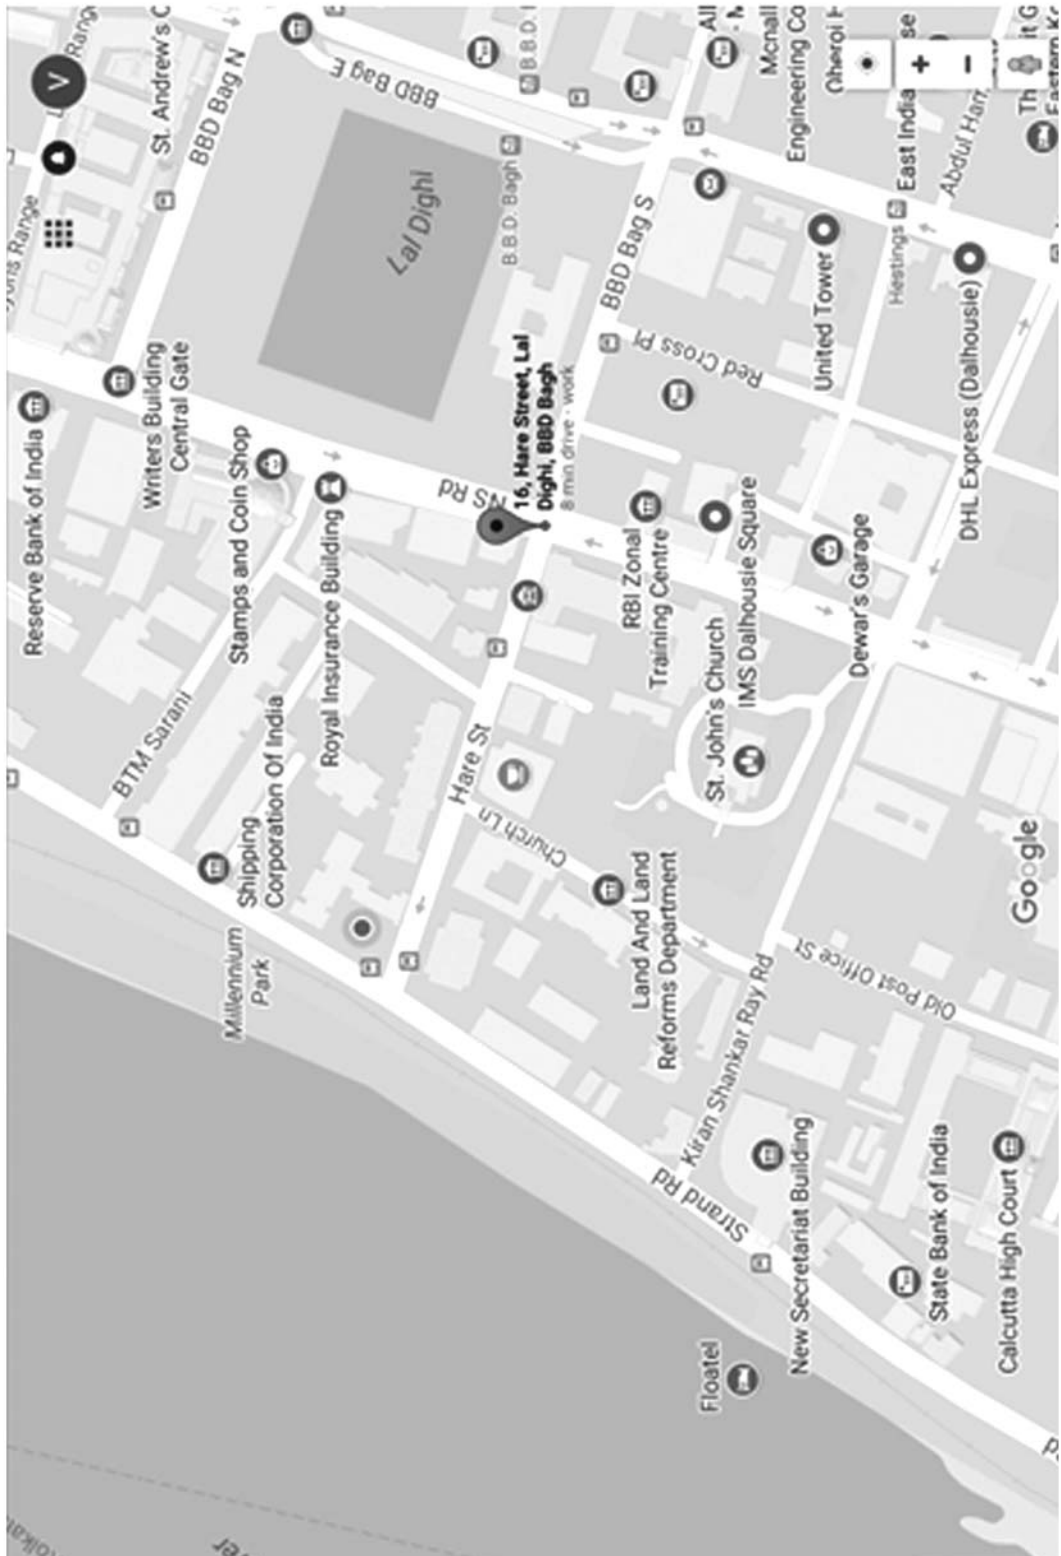 Lal Dighi
BBD Bag N
BBD Bag E
BBD Bag S
B.B.D. Bagh
St. Andrew's
Reserve Bank of India
Writers Building
Central Gate
Stamps and Coin Shop
Royal Insurance Building
NS Rd
16, Hare Street, Lal
Dighi, BBD Bagh
8 min drive - work
Red Cross Pl
United Tower
Hestings
East India
Engineering Co
Mcnall
DHL Express (Dalhousie)
RBI Zonal
Training Centre
IMS Dalhousie Square
Dewar's Garage
St. John's Church
BTM Sarani
Hare St
Church Ln
Shipping
Corporation Of India
Millennium
Park
Land And Land
Reforms Department
Old Post Office St
Kiran Shankar Ray Rd
Strand Rd
New Secretariat Building
State Bank of India
Calcutta High Court
Floatel
Google
V